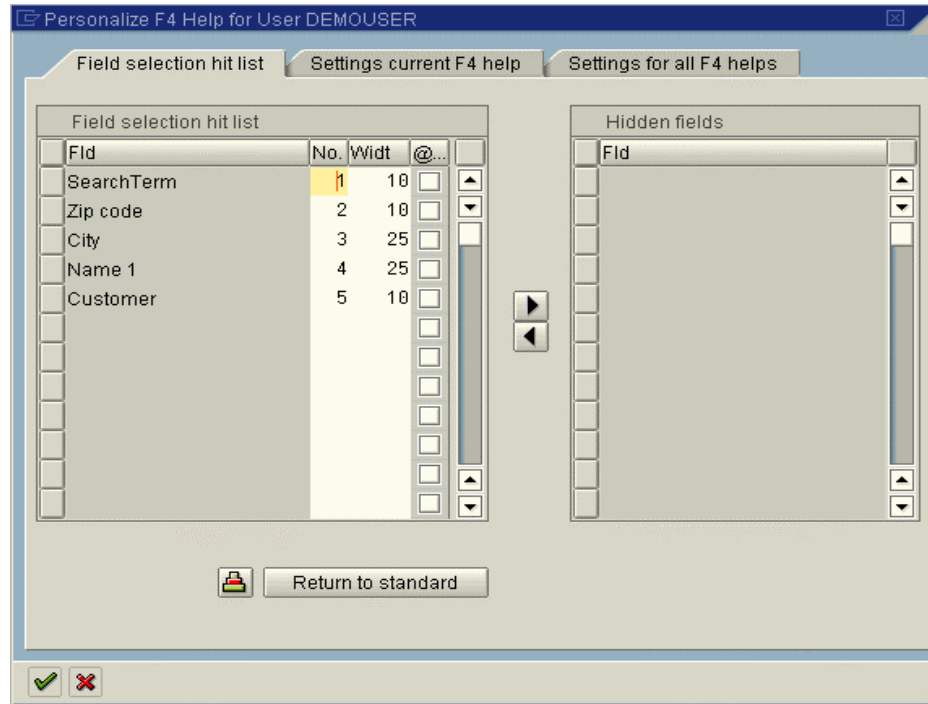 Personalize F4 Help for User DEMOUSER
Field selection hit list Settings current F4 help Settings for all F4 helps
Field selection hit list Hidden fields
Fld No. Widt @... Fld
SearchTerm 1 10
Zip code 2 10
City 3 25
Name 1 4 25
Customer 5 10
Return to standard